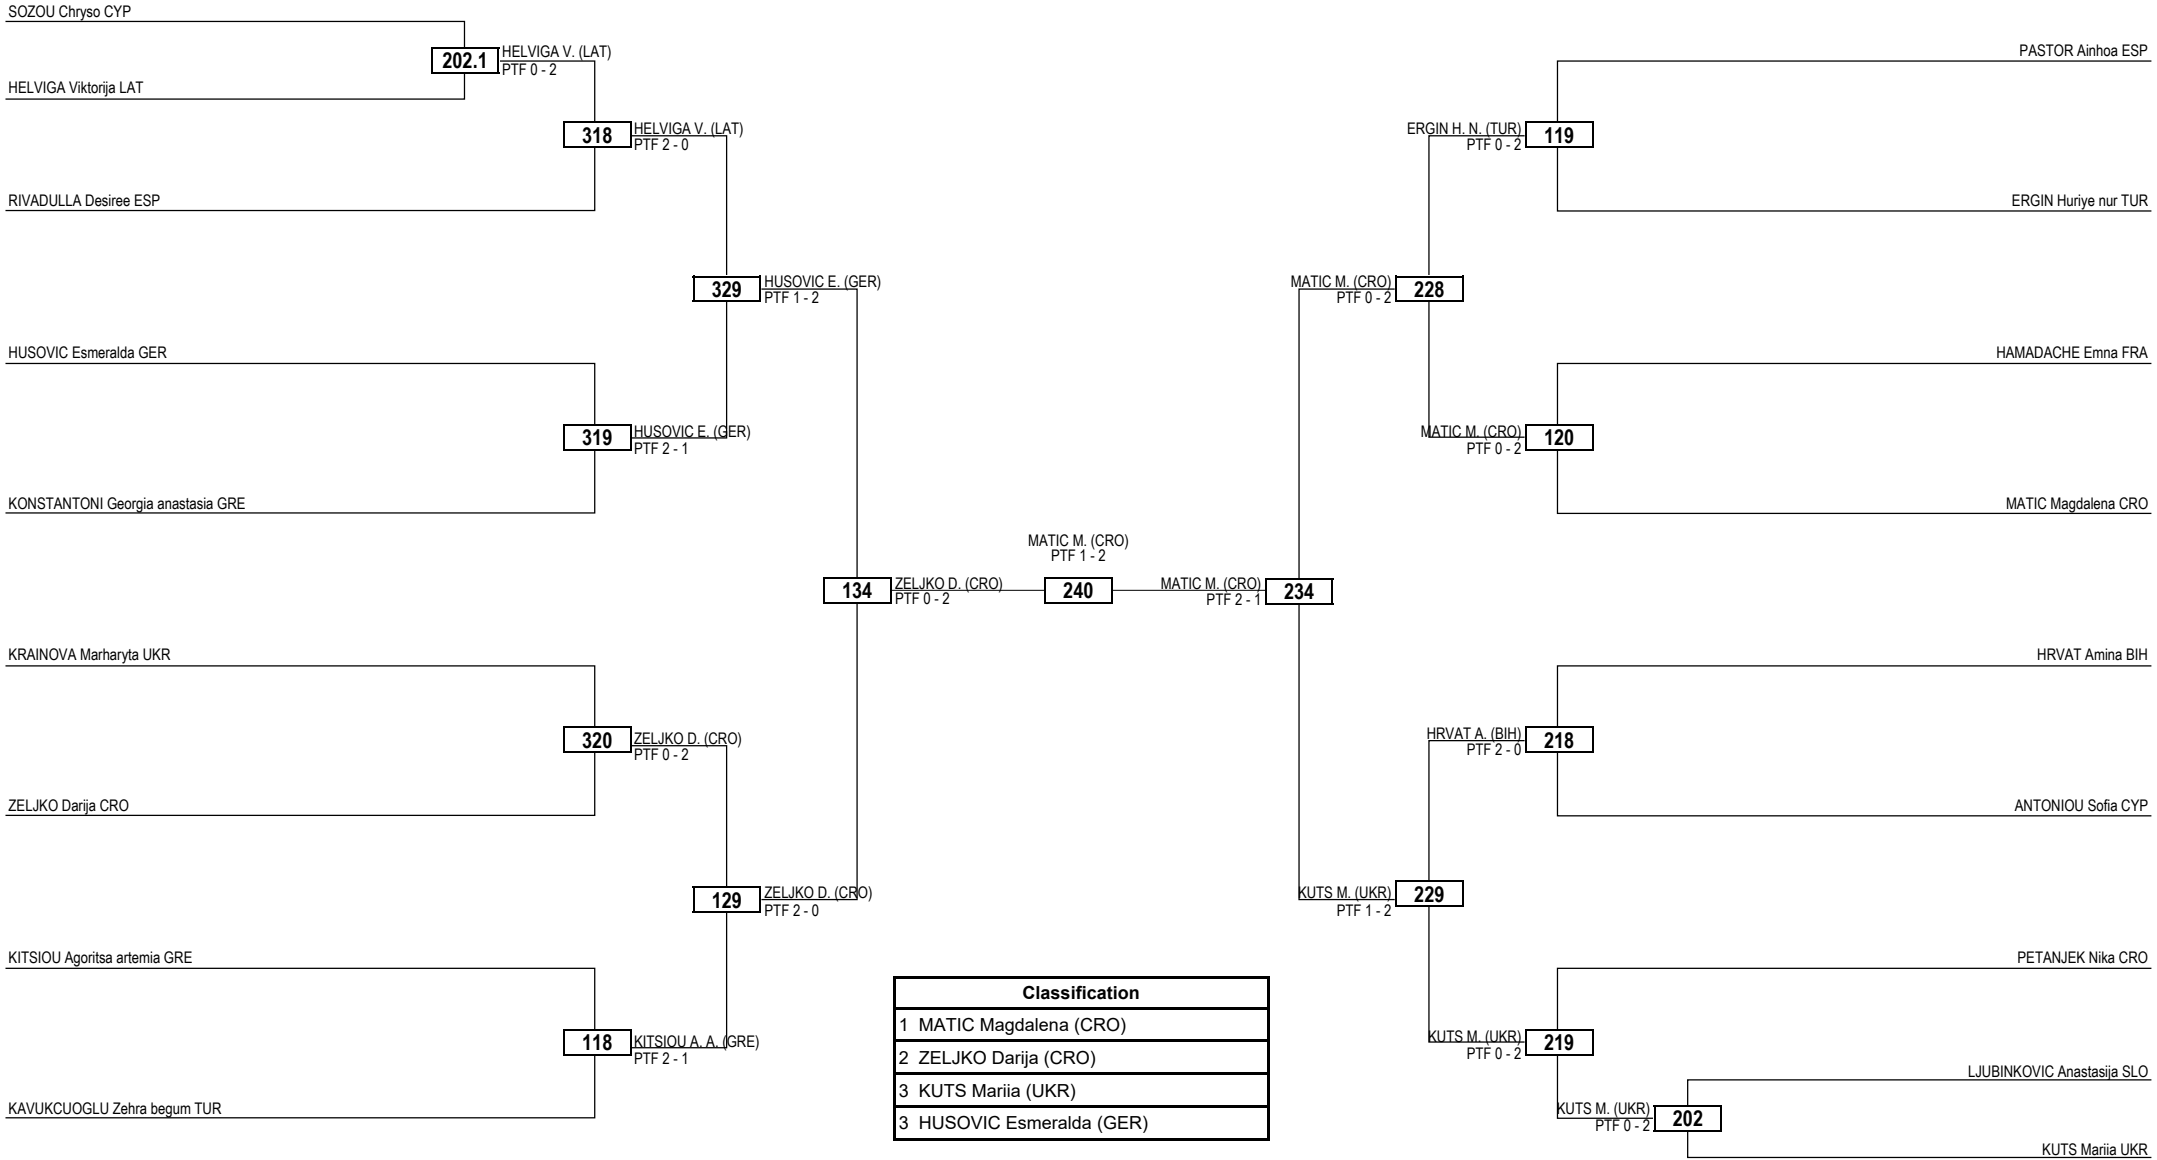 SOZOU Chryso CYP
202.1
HELVIGA V. (LAT)
PTF 0 - 2
HELVIGA Viktorija LAT
318
HELVIGA V. (LAT)
PTF 2 - 0
RIVADULLA Desiree ESP
329
HUSOVIC E. (GER)
PTF 1 - 2
HUSOVIC Esmeralda GER
319
HUSOVIC E. (GER)
PTF 2 - 1
KONSTANTONI Georgia anastasia GRE
134
ZELJKO D. (CRO)
PTF 0 - 2
KRAINOVA Marharyta UKR
320
ZELJKO D. (CRO)
PTF 0 - 2
ZELJKO Darija CRO
129
ZELJKO D. (CRO)
PTF 2 - 0
KITSIOU Agoritsa artemia GRE
118
KITSIOU A. A. (GRE)
PTF 2 - 1
KAVUKCUOGLU Zehra begum TUR
MATIC M. (CRO)
PTF 1 - 2
240
PASTOR Ainhoa ESP
ERGIN H. N. (TUR)
PTF 0 - 2
119
ERGIN Huriye nur TUR
MATIC M. (CRO)
PTF 0 - 2
228
HAMADACHE Emna FRA
MATIC M. (CRO)
PTF 0 - 2
120
MATIC Magdalena CRO
MATIC M. (CRO)
PTF 2 - 1
234
HRVAT Amina BIH
HRVAT A. (BIH)
PTF 2 - 0
218
ANTONIOU Sofia CYP
KUTS M. (UKR)
PTF 1 - 2
229
PETANJEK Nika CRO
KUTS M. (UKR)
PTF 0 - 2
219
LJUBINKOVIC Anastasija SLO
KUTS M. (UKR)
PTF 0 - 2
202
KUTS Mariia UKR
Classification
1 MATIC Magdalena (CRO)
2 ZELJKO Darija (CRO)
3 KUTS Mariia (UKR)
3 HUSOVIC Esmeralda (GER)